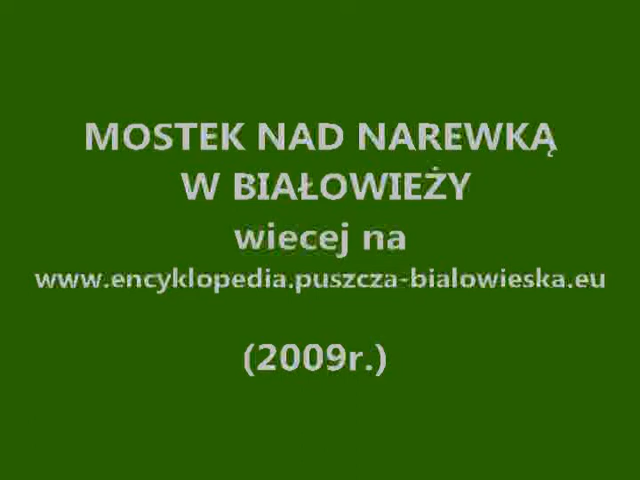 MOSTEK NAD NAREWKĄ
W BIAŁOWIEŻY
wiecej na
www.encyklopedia.puszcza-bialowieska.eu
(2009r.)